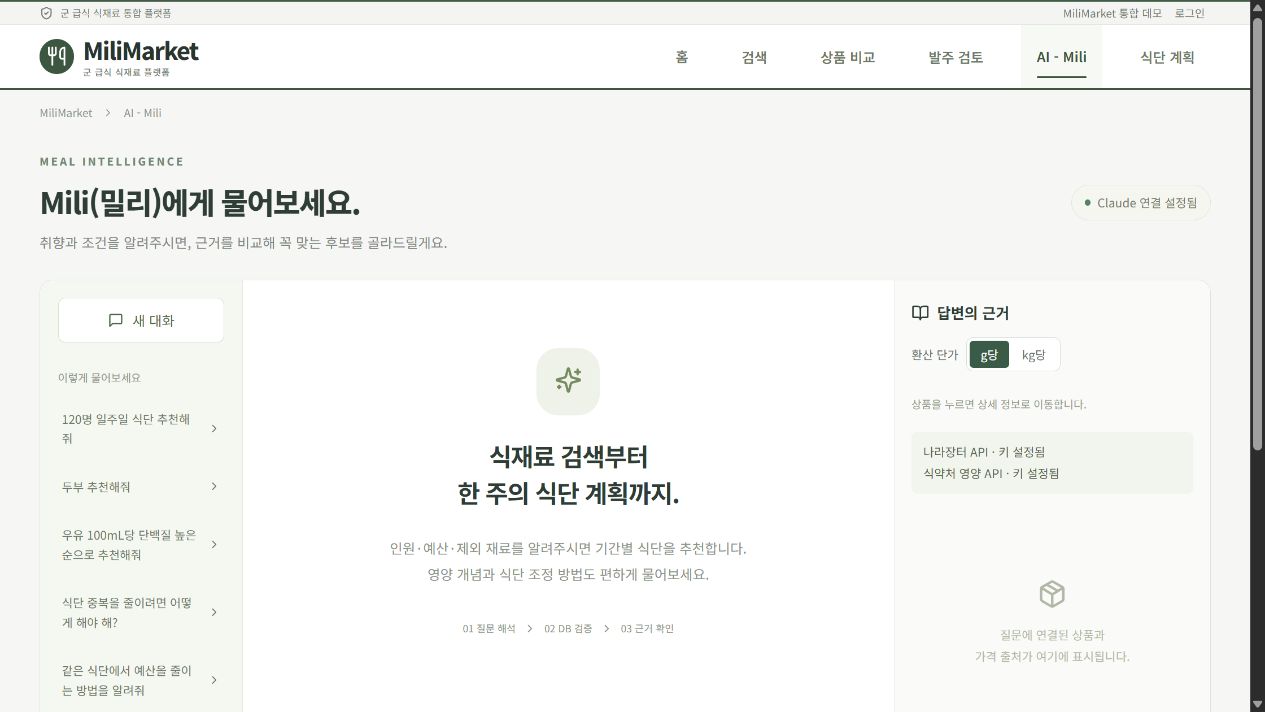 군 급식 식재료 통합 플랫폼
MiliMarket 통합 데모 로그인
MiliMarket
군 급식 식재료 플랫폼
홈 검색 상품 비교 발주 검토 AI - Mili 식단 계획
MiliMarket > AI - Mili
MEAL INTELLIGENCE
Mili(밀리)에게 물어보세요.
Claude 연결 설정됨
취향과 조건을 알려주시면, 근거를 비교해 꼭 맞는 후보를 골라드릴게요.
새 대화
이렇게 물어보세요
120명 일주일 식단 추천해
줘
두부 추천해줘
우유 100mL당 단백질 높은
순으로 추천해줘
식단 중복을 줄이려면 어떻
게 해야 해?
같은 식단에서 예산을 줄이
는 방법을 알려줘
식재료 검색부터
한 주의 식단 계획까지.
인원·예산·제외 재료를 알려주시면 기간별 식단을 추천합니다.
영양 개념과 식단 조정 방법도 편하게 물어보세요.
01 질문 해석 > 02 DB 검증 > 03 근거 확인
답변의 근거
환산 단가 g당 kg당
상품을 누르면 상세 정보로 이동합니다.
나라장터 API · 키 설정됨
식약처 영양 API · 키 설정됨
질문에 연결된 상품과
가격 출처가 여기에 표시됩니다.